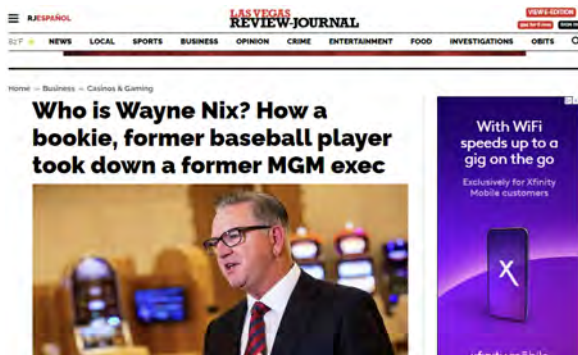 RJESPAÑOL
LAS VEGAS
REVIEW-JOURNAL
VIEW E-EDITION
82°F
NEWS LOCAL SPORTS BUSINESS OPINION CRIME ENTERTAINMENT FOOD INVESTIGATIONS OBITS
Home Business Casinos & Gaming
Who is Wayne Nix? How a
bookie, former baseball player
took down a former MGM exec
With WiFi
speeds up to a
gig on the go
Exclusively for Xfinity
Mobile customers